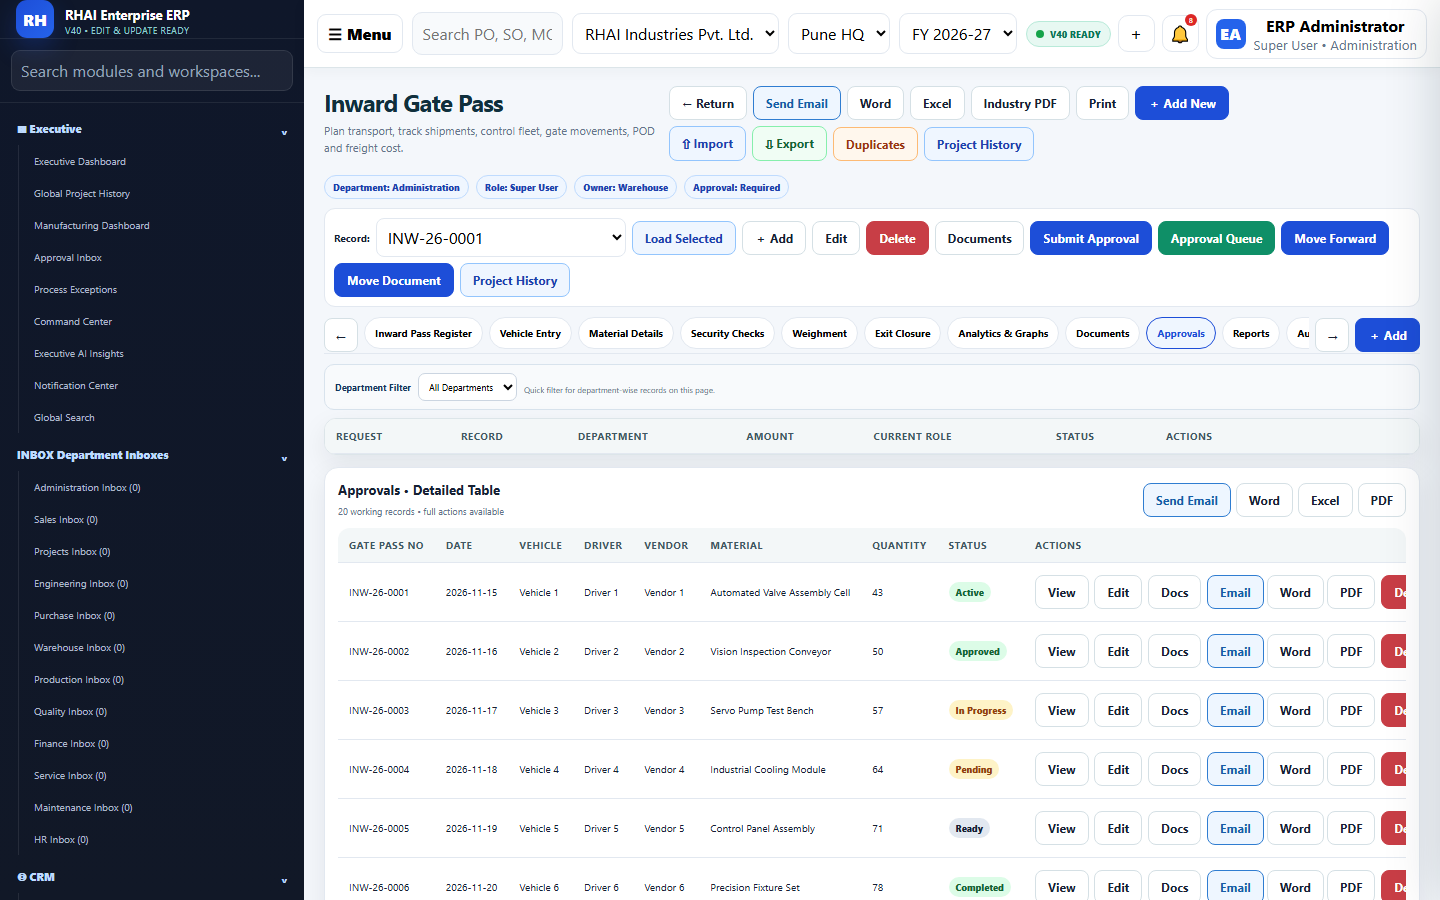 RH
RHAI Enterprise ERP
V40 • EDIT & UPDATE READY
Search modules and workspaces...
Executive
Executive Dashboard
Global Project History
Manufacturing Dashboard
Approval Inbox
Process Exceptions
Command Center
Executive AI Insights
Notification Center
Global Search
INBOX Department Inboxes
Administration Inbox (0)
Sales Inbox (0)
Projects Inbox (0)
Engineering Inbox (0)
Purchase Inbox (0)
Warehouse Inbox (0)
Production Inbox (0)
Quality Inbox (0)
Finance Inbox (0)
Service Inbox (0)
Maintenance Inbox (0)
HR Inbox (0)
CRM
☰ Menu
Search PO, SO, MC
RHAI Industries Pvt. Ltd.
Pune HQ
FY 2026-27
V40 READY
+
8
EA
ERP Administrator
Super User • Administration
Inward Gate Pass
Plan transport, track shipments, control fleet, gate movements, POD
and freight cost.
← Return
Send Email
Word
Excel
Industry PDF
Print
+ Add New
⇧ Import
⇩ Export
Duplicates
Project History
Department: Administration
Role: Super User
Owner: Warehouse
Approval: Required
Record:
INW-26-0001
Load Selected
+ Add
Edit
Delete
Documents
Submit Approval
Approval Queue
Move Forward
Move Document
Project History
←
Inward Pass Register
Vehicle Entry
Material Details
Security Checks
Weighment
Exit Closure
Analytics & Graphs
Documents
Approvals
Reports
Au
→
+ Add
Department Filter
All Departments
Quick filter for department-wise records on this page.
REQUEST RECORD DEPARTMENT AMOUNT CURRENT ROLE STATUS ACTIONS
Approvals • Detailed Table
20 working records • full actions available
Send Email
Word
Excel
PDF
GATE PASS NO DATE VEHICLE DRIVER VENDOR MATERIAL QUANTITY STATUS ACTIONS
INW-26-0001 2026-11-15 Vehicle 1 Driver 1 Vendor 1 Automated Valve Assembly Cell 43 Active View Edit Docs Email Word PDF De
INW-26-0002 2026-11-16 Vehicle 2 Driver 2 Vendor 2 Vision Inspection Conveyor 50 Approved View Edit Docs Email Word PDF De
INW-26-0003 2026-11-17 Vehicle 3 Driver 3 Vendor 3 Servo Pump Test Bench 57 In Progress View Edit Docs Email Word PDF De
INW-26-0004 2026-11-18 Vehicle 4 Driver 4 Vendor 4 Industrial Cooling Module 64 Pending View Edit Docs Email Word PDF De
INW-26-0005 2026-11-19 Vehicle 5 Driver 5 Vendor 5 Control Panel Assembly 71 Ready View Edit Docs Email Word PDF De
INW-26-0006 2026-11-20 Vehicle 6 Driver 6 Vendor 6 Precision Fixture Set 78 Completed View Edit Docs Email Word PDF De